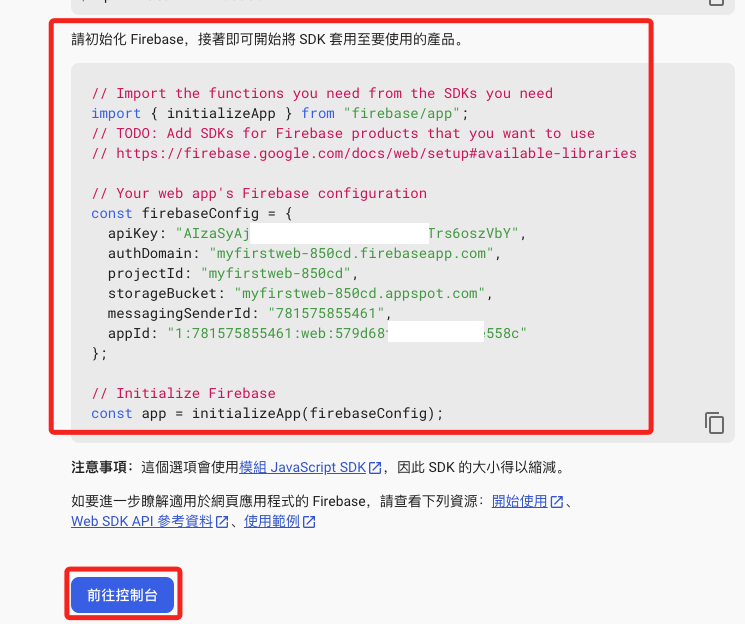 請初始化 Firebase，接著即可開始將 SDK 套用至要使用的產品。
// Import the functions you need from the SDKs you need
import { initializeApp } from "firebase/app";
// TODO: Add SDKs for Firebase products that you want to use
// https://firebase.google.com/docs/web/setup#available-libraries
// Your web app's Firebase configuration
const firebaseConfig = {
apiKey: "AIzaSyAj Trs6oszVbY",
authDomain: "myfirstweb-850cd.firebaseapp.com",
projectId: "myfirstweb-850cd",
storageBucket: "myfirstweb-850cd.appspot.com",
messagingSenderId: "781575855461",
appId: "1:781575855461:web:579d68 558c"
};
// Initialize Firebase
const app = initializeApp(firebaseConfig);
注意事項：這個選項會使用模組 JavaScript SDK，因此 SDK 的大小得以縮減。
如要進一步瞭解適用於網頁應用程式的 Firebase，請查看下列資源：開始使用、
Web SDK API 參考資料、使用範例
前往控制台